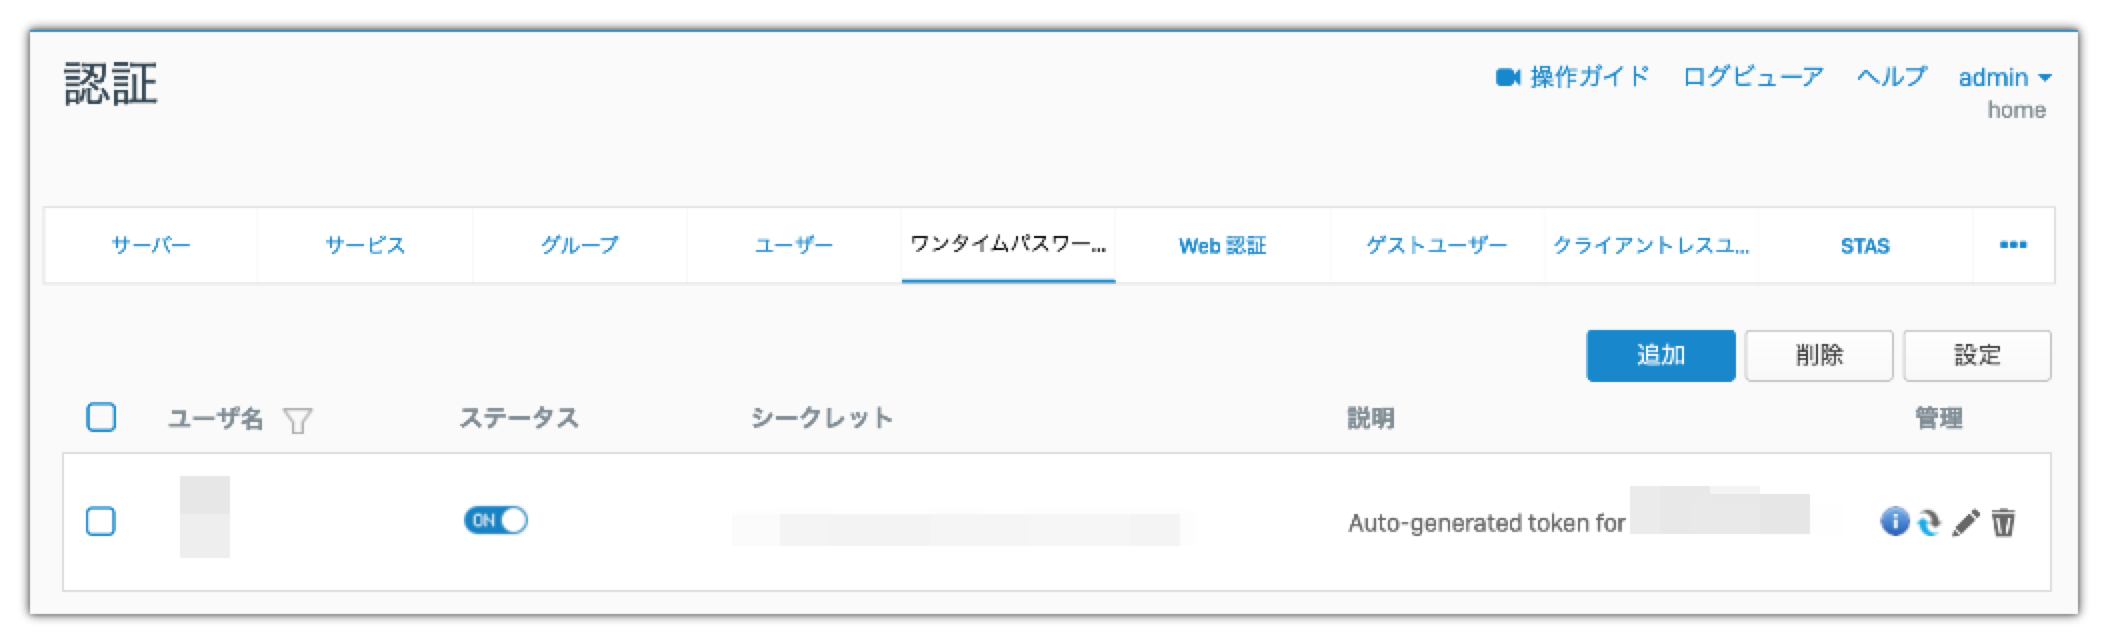 認証
操作ガイド ログビューア ヘルプ admin
home
サーバー サービス グループ ユーザー ワンタイムパスワー... Web 認証 ゲストユーザー クライアントレスユ... STAS •••
追加 削除 設定
ユーザ名 ステータス シークレット 説明 管理
ON Auto-generated token for